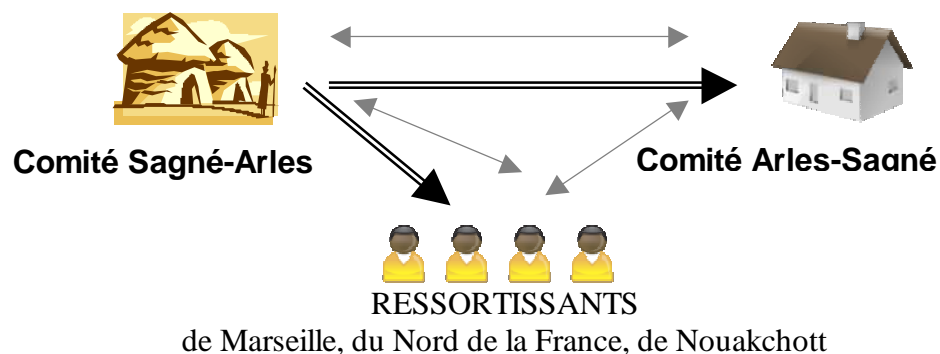 Comité Sagné-Arles
Comité Arles-Sagné
RESSORTISSANTS
de Marseille, du Nord de la France, de Nouakchott